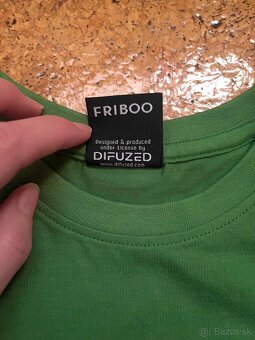 FRIBOO
Designed & produced
under License by
DIFUZED
www.difuzed.com
Bazos.sk